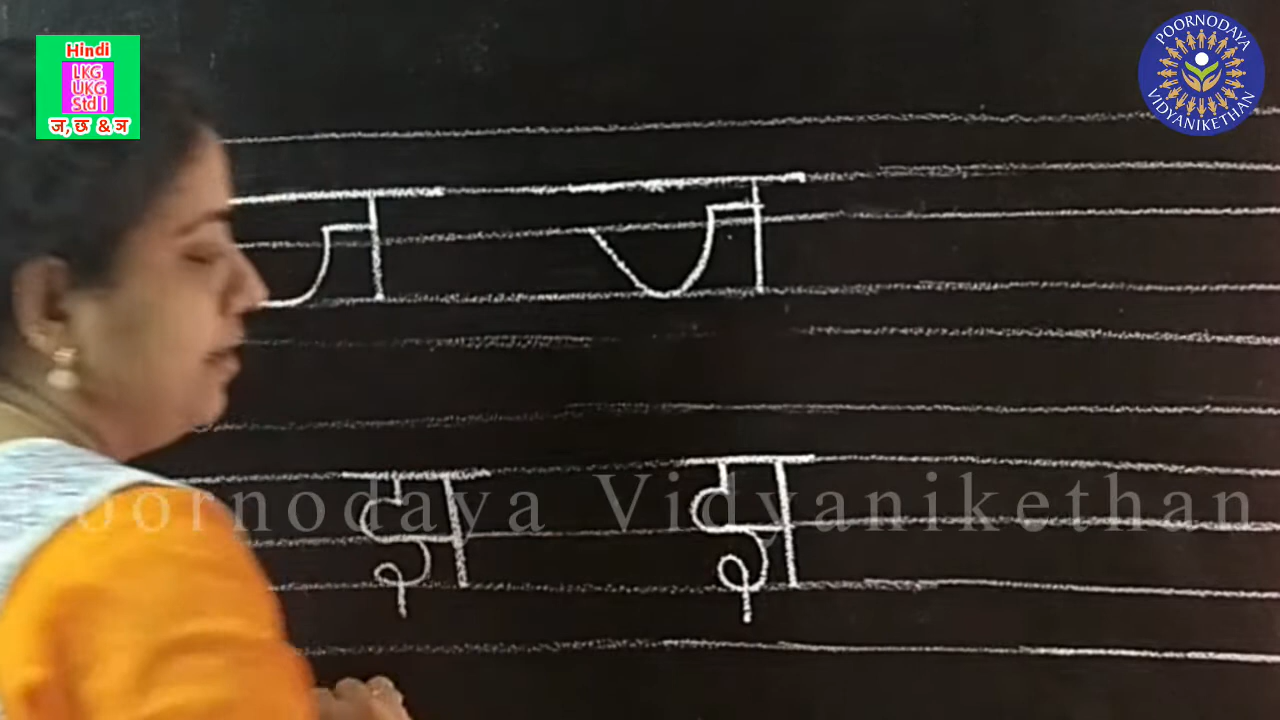 Hindi
LKG
UKG
Std I
ज, छ & ञ
POORNODAYA
VIDYANIKETHAN
ज ज
झ झ
Poornodaya Vidyanikethan